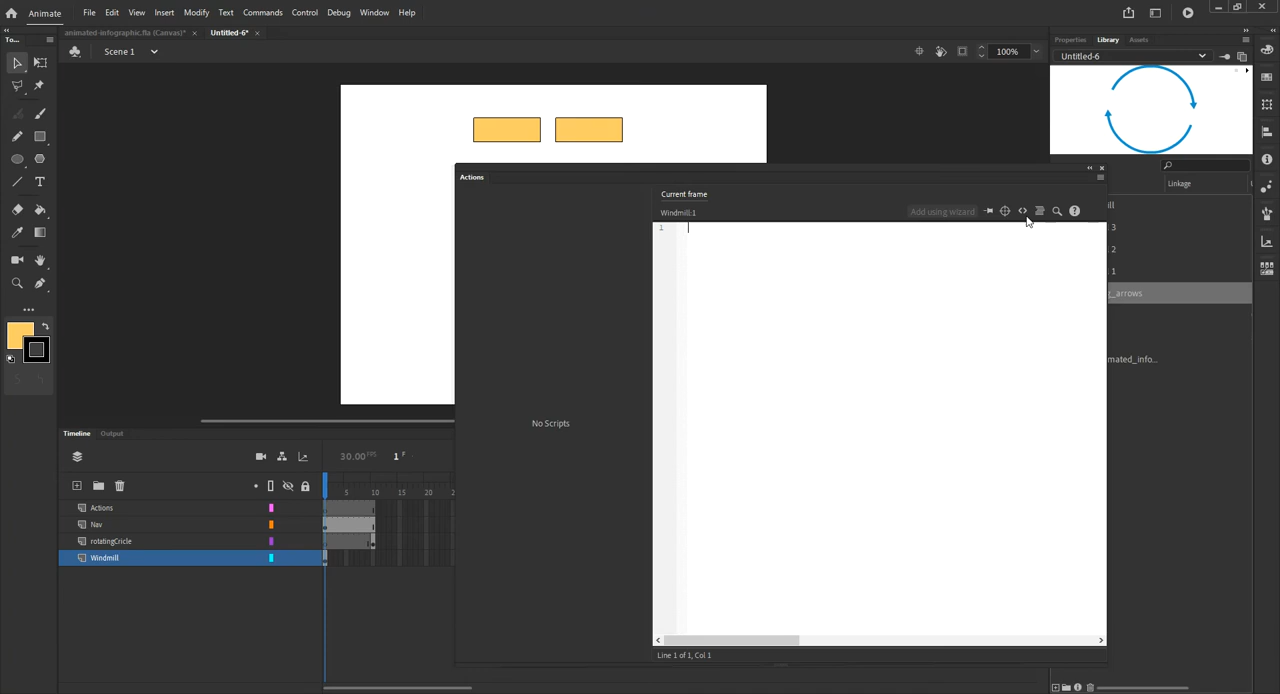 Animate File Edit View Insert Modify Text Commands Control Debug Window Help
To... animated-infographic.fla (Canvas)* × Untitled-6* ×
Scene 1 100%
Properties Library Assets
Untitled-6
Linkage
Actions
Current frame
Windmill:1 Add using wizard
1
ill
3
2
1
_arrows
mated_info...
No Scripts
Timeline Output
30.00 FPS 1 F
5 10 15 20 2
Actions
Nav
rotatingCricle
Windmill
Line 1 of 1, Col 1